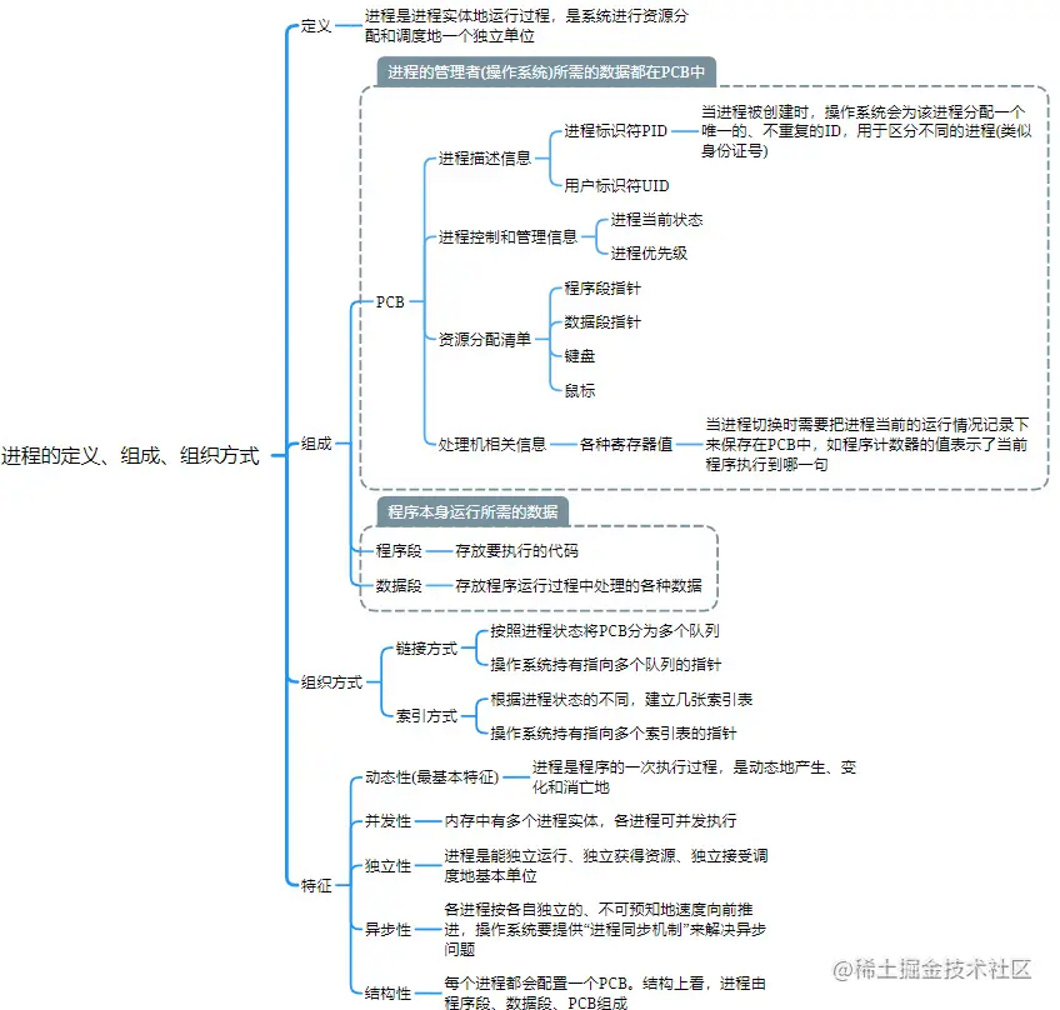 进程的定义、组成、组织方式
定义
进程是进程实体地运行过程，是系统进行资源分
配和调度地一个独立单位
组成
进程的管理者(操作系统)所需的数据都在PCB中
PCB
进程描述信息
进程标识符PID
当进程被创建时，操作系统会为该进程分配一个
唯一的、不重复的ID，用于区分不同的进程(类似
身份证号)
用户标识符UID
进程控制和管理信息
进程当前状态
进程优先级
资源分配清单
程序段指针
数据段指针
键盘
鼠标
处理机相关信息
各种寄存器值
当进程切换时需要把进程当前的运行情况记录下
来保存在PCB中，如程序计数器的值表示了当前
程序执行到哪一句
程序本身运行所需的数据
程序段
存放要执行的代码
数据段
存放程序运行过程中处理的各种数据
组织方式
链接方式
按照进程状态将PCB分为多个队列
操作系统持有指向多个队列的指针
索引方式
根据进程状态的不同，建立几张索引表
操作系统持有指向多个索引表的指针
特征
动态性(最基本特征)
进程是程序的一次执行过程，是动态地产生、变
化和消亡地
并发性
内存中有多个进程实体，各进程可并发执行
独立性
进程是能独立运行、独立获得资源、独立接受调
度地基本单位
异步性
各进程按各自独立的、不可预知地速度向前推
进，操作系统要提供“进程同步机制”来解决异步
问题
结构性
每个进程都会配置一个PCB。结构上看，进程由
程序段、数据段、PCB组成
@稀土掘金技术社区